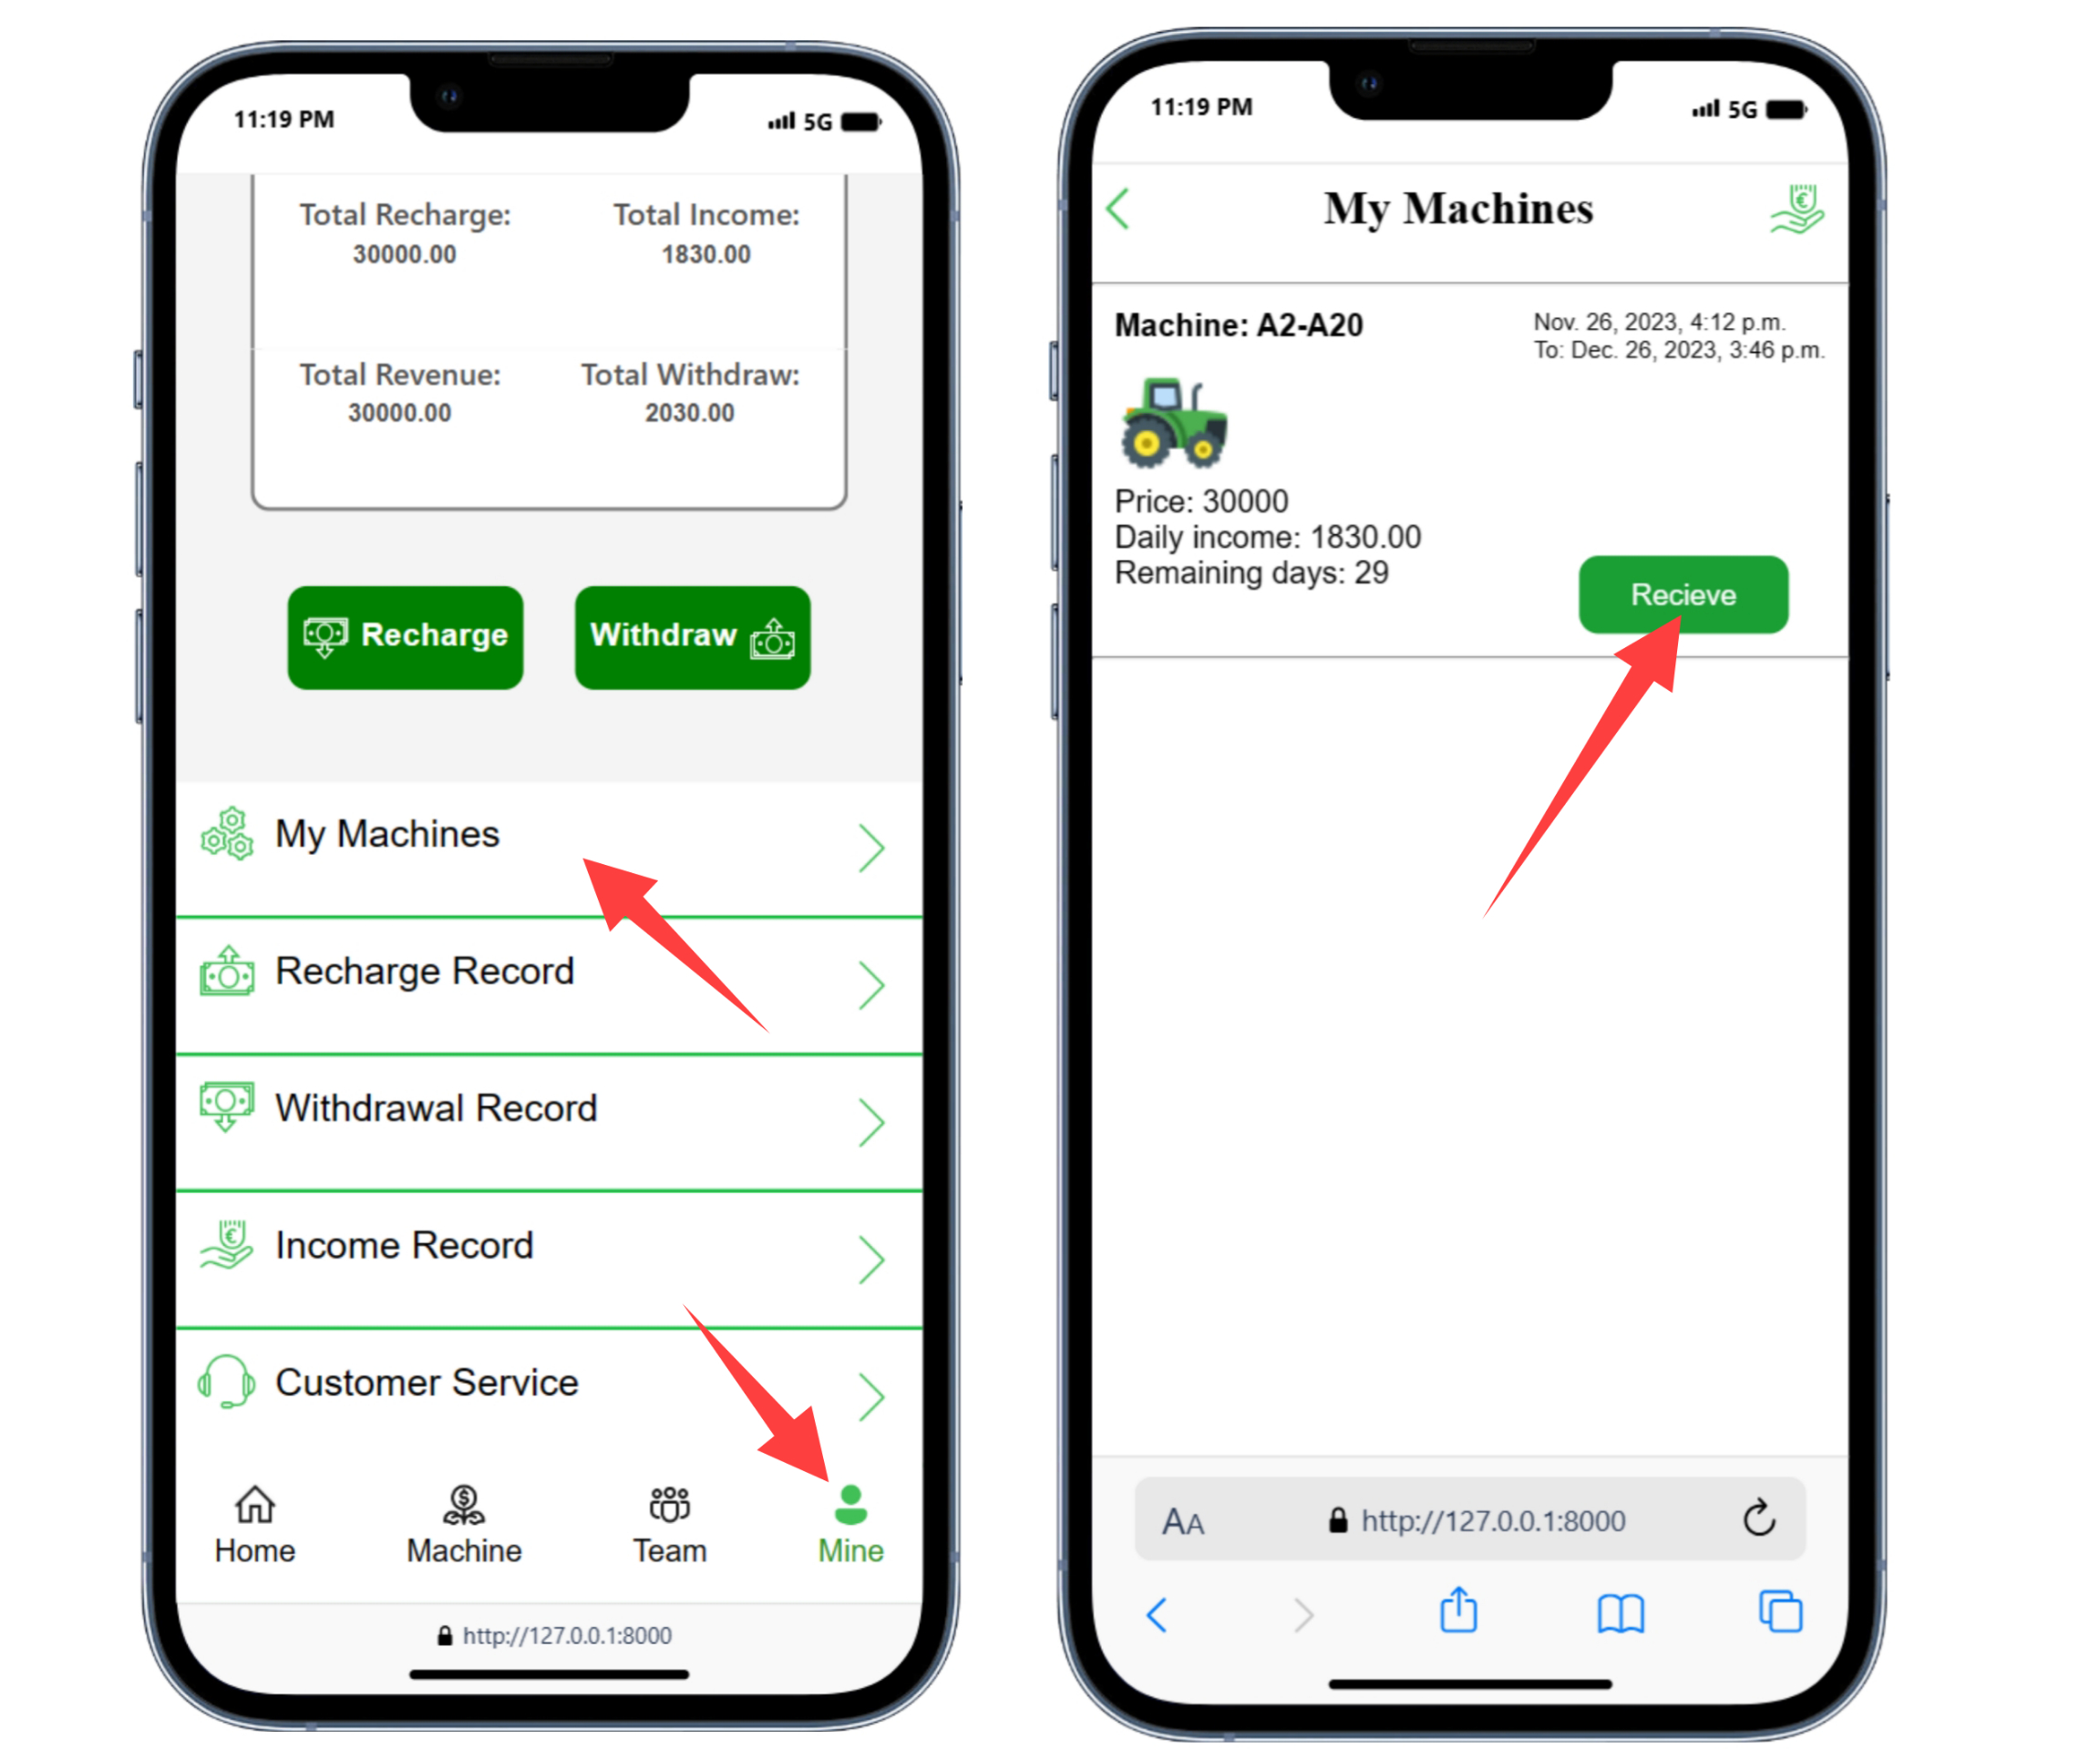 11:19 PM
5G
Total Recharge:
30000.00
Total Income:
1830.00
Total Revenue:
30000.00
Total Withdraw:
2030.00
Recharge
Withdraw
My Machines
Recharge Record
Withdrawal Record
Income Record
Customer Service
Home
Machine
Team
Mine
http://127.0.0.1:8000
11:19 PM
5G
My Machines
Machine: A2-A20
Nov. 26, 2023, 4:12 p.m.
To: Dec. 26, 2023, 3:46 p.m.
Price: 30000
Daily income: 1830.00
Remaining days: 29
Recieve
AA
http://127.0.0.1:8000